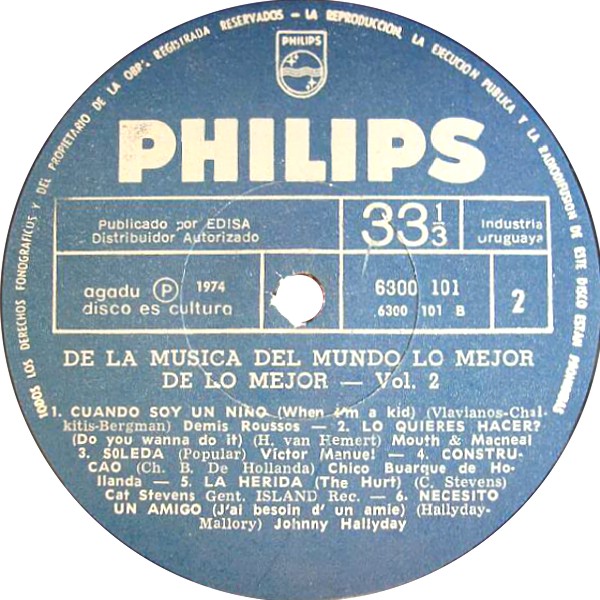 TODOS LOS DERECHOS FONOGRAFICOS Y DEL PROPIETARIO DE LA OBRA REGISTRADA RESERVADOS - LA REPRODUCCION, LA EJECUCION PUBLICA Y LA RADIODIFUSION DE ESTE DISCO ESTAN PROHIBIDAS
PHILIPS
PHILIPS
Publicado por EDISA
Distribuidor Autorizado
33 1/3
Industria
uruguaya
agadu Ⓟ 1974
disco es cultura
6300 101
6300 101 B
2
DE LA MUSICA DEL MUNDO LO MEJOR
DE LO MEJOR — Vol. 2
1. CUANDO SOY UN NIÑO (When i'm a kid) (Vlavianos-Chal-
kitis-Bergman) Demis Roussos — 2. LO QUIERES HACER?
(Do you wanna do it) (H. van Hemert) Mouth & Macneal
3. SOLEDA (Popular) Víctor Manuel — 4. CONSTRU-
CAO (Ch. B. De Hollanda) Chico Buarque de Ho-
llanda — 5. LA HERIDA (The Hurt) (C. Stevens)
Cat Stevens Gent. ISLAND Rec. — 6. NECESITO
UN AMIGO (J'ai besoin d' un amie) (Hallyday-
Mallory) Johnny Hallyday